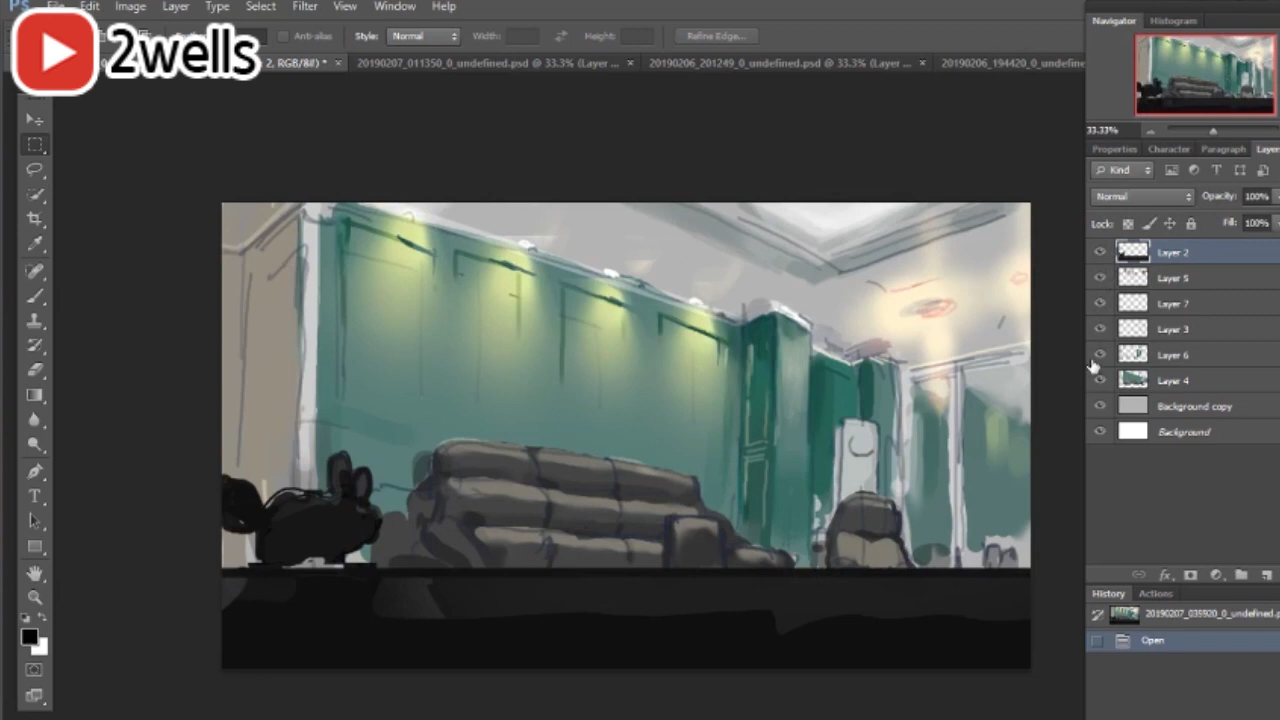 Ps File Edit Image Layer Type Select Filter View Window Help
2wells
Anti-alias Style: Normal Width: Height: Refine Edge...
2, RGB/8#) * × 20190207_011350_0_undefined.psd @ 33.3% (Layer ... × 20190206_201249_0_undefined.psd @ 33.3% (Layer ... × 20190206_194420_0_undefine
Navigator Histogram
33.33%
Properties Character Paragraph Layer
Kind
Normal Opacity: 100%
Lock: Fill: 100%
Layer 2
Layer 5
Layer 7
Layer 3
Layer 6
Layer 4
Background copy
Background
History Actions
20190207_035920_0_undefined.p
Open